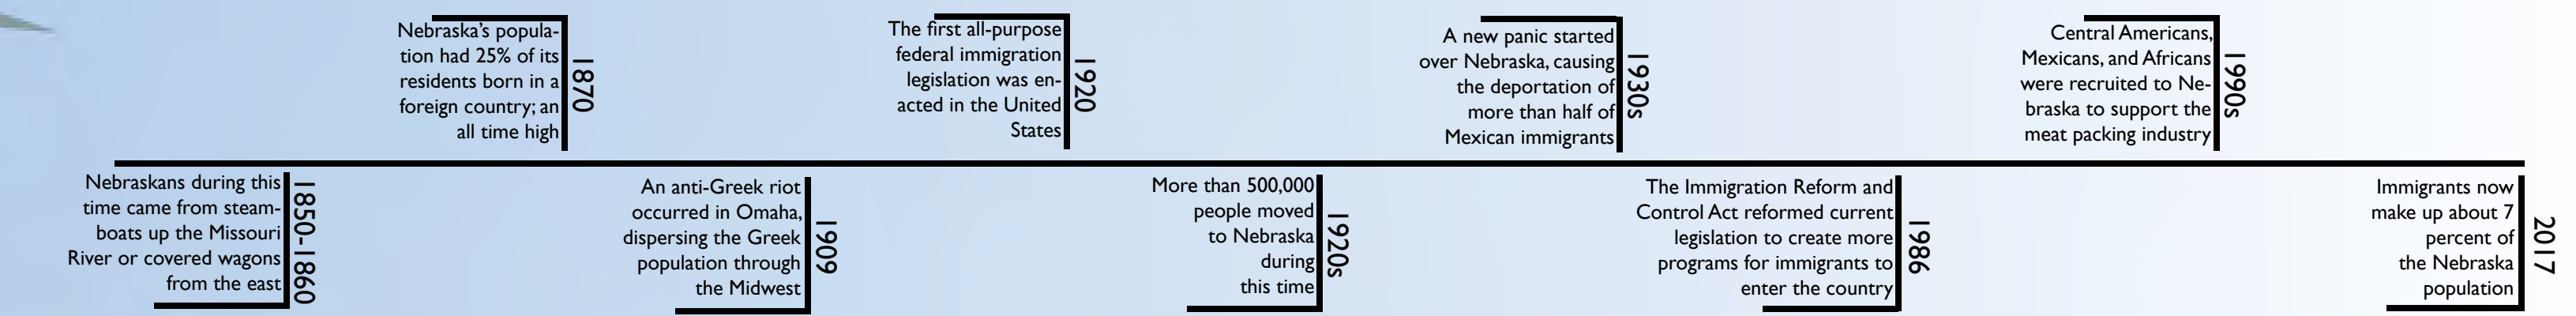 Nebraska's popula-
tion had 25% of its
residents born in a
foreign country; an
all time high
1870
The first all-purpose
federal immigration
legislation was en-
acted in the United
States
1920
A new panic started
over Nebraska, causing
the deportation of
more than half of
Mexican immigrants
1930s
Central Americans,
Mexicans, and Africans
were recruited to Ne-
braska to support the
meat packing industry
1990s
Nebraskans during this
time came from steam-
boats up the Missouri
River or covered wagons
from the east
1850-1860
An anti-Greek riot
occurred in Omaha,
dispersing the Greek
population through
the Midwest
1909
More than 500,000
people moved
to Nebraska
during
this time
1920s
The Immigration Reform and
Control Act reformed current
legislation to create more
programs for immigrants to
enter the country
1986
Immigrants now
make up about 7
percent of
the Nebraska
population
2017